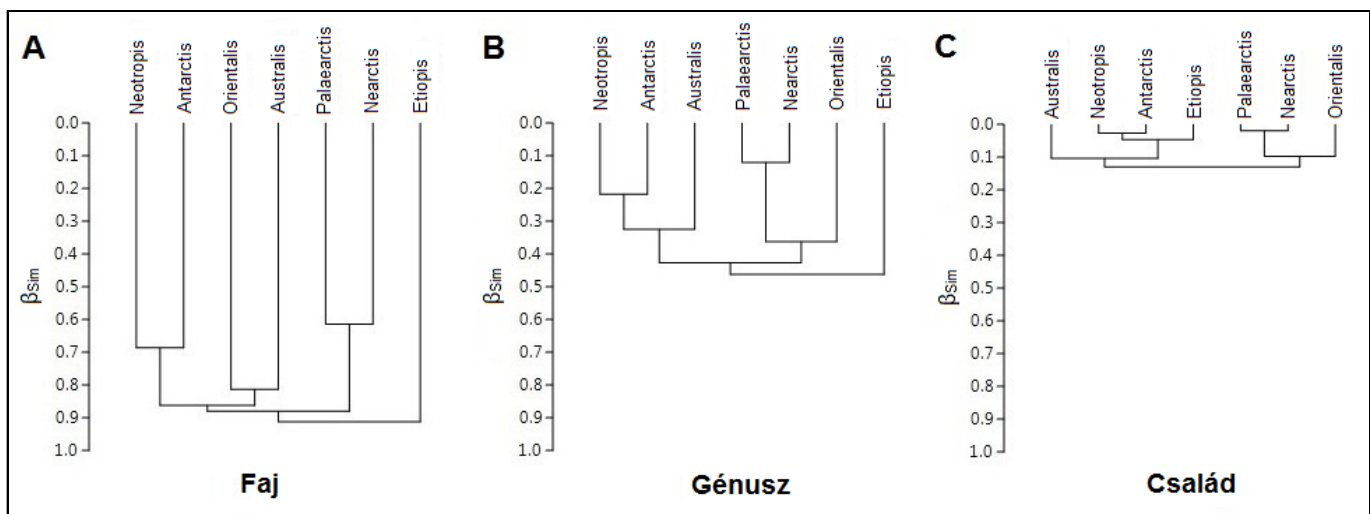 A
Neotropis
Antarctis
Orientalis
Australis
Palaearctis
Nearctis
Etiopis
0.0
0.1
0.2
0.3
0.4
0.5
0.6
0.7
0.8
0.9
1.0
βSim
Faj
B
Neotropis
Antarctis
Australis
Palaearctis
Nearctis
Orientalis
Etiopis
0.0
0.1
0.2
0.3
0.4
0.5
0.6
0.7
0.8
0.9
1.0
βSim
Génusz
C
Australis
Neotropis
Antarctis
Etiopis
Palaearctis
Nearctis
Orientalis
0.0
0.1
0.2
0.3
0.4
0.5
0.6
0.7
0.8
0.9
1.0
βSim
Család